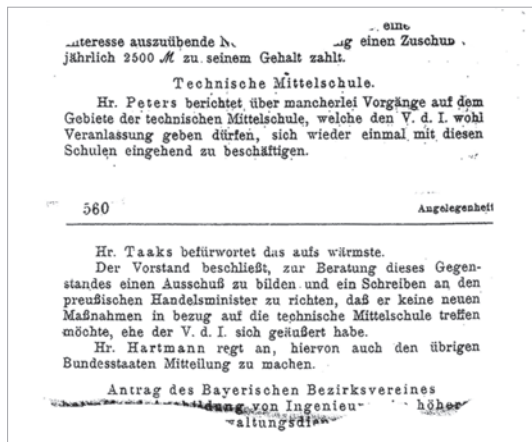 eine
interesse auszuübende einen Zuschuß
jährlich 2500 ℳ zu seinem Gehalt zahlt.
Technische Mittelschule.
Hr. Peters berichtet über mancherlei Vorgänge auf dem
Gebiete der technischen Mittelschule, welche den V. d. I. wohl
Veranlassung geben dürfen, sich wieder einmal mit diesen
Schulen eingehend zu beschäftigen.
560 Angelegenheit
Hr. Taaks befürwortet das aufs wärmste.
Der Vorstand beschließt, zur Beratung dieses Gegen-
standes einen Ausschuß zu bilden und ein Schreiben an den
preußischen Handelsminister zu richten, daß er keine neuen
Maßnahmen in bezug auf die technische Mittelschule treffen
möchte, ehe der V. d. I. sich geäußert habe.
Hr. Hartmann regt an, hiervon auch den übrigen
Bundesstaaten Mitteilung zu machen.
Antrag des Bayerischen Bezirksvereines
von Ingenieu höher
waltungsdien